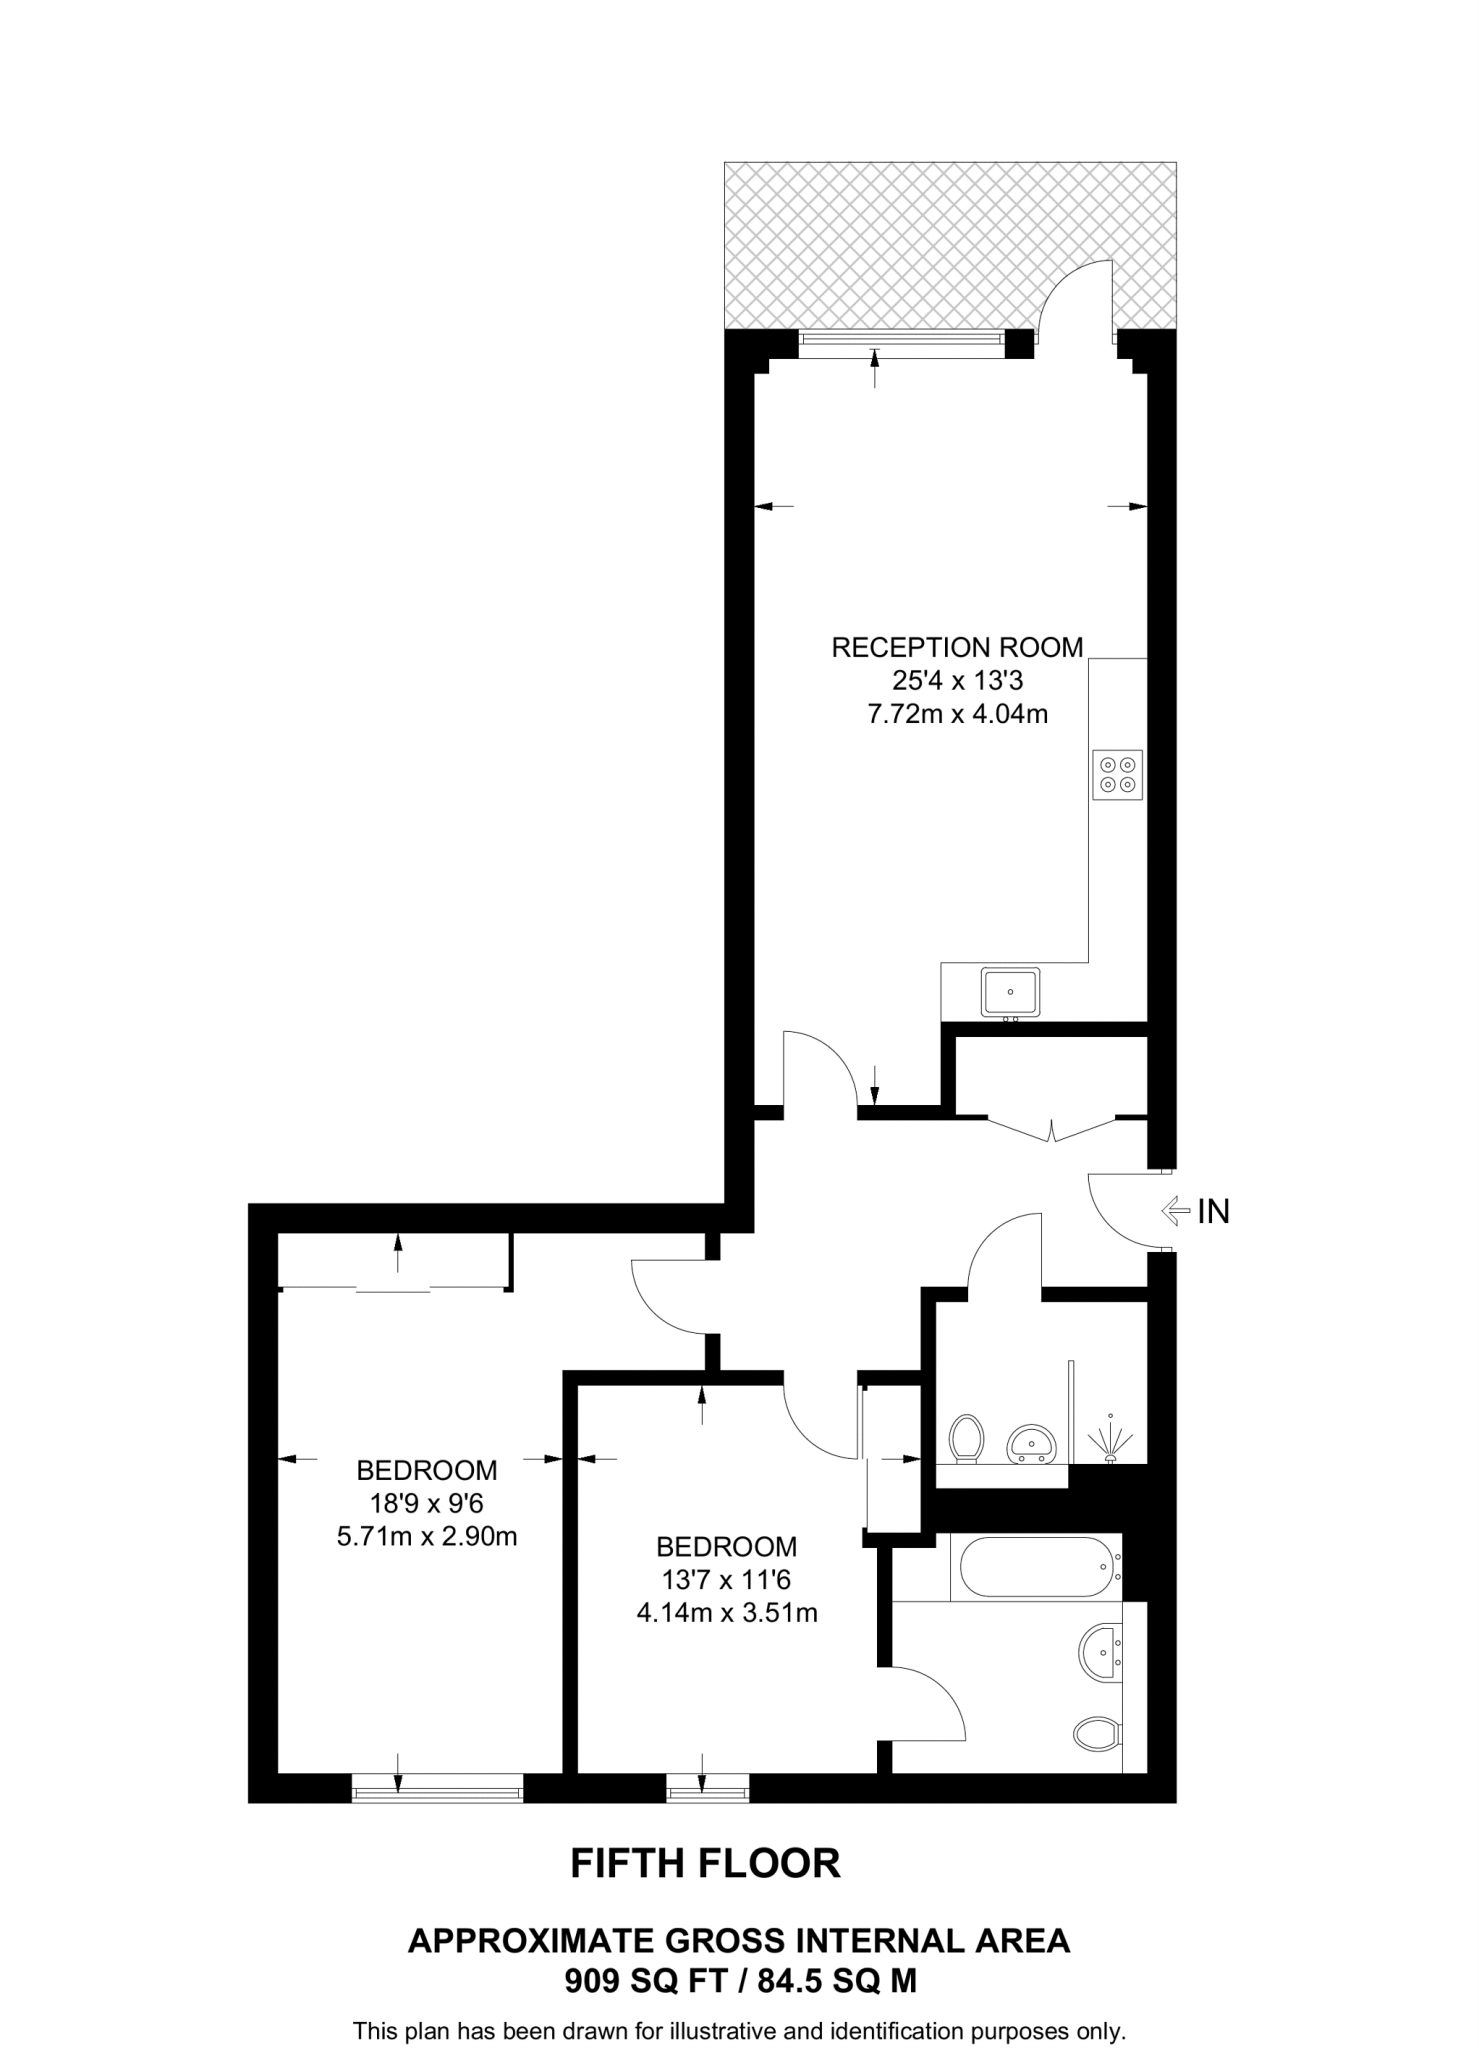 RECEPTION ROOM
25'4 x 13'3
7.72m x 4.04m
IN
BEDROOM
18'9 x 9'6
5.71m x 2.90m
BEDROOM
13'7 x 11'6
4.14m x 3.51m
FIFTH FLOOR
APPROXIMATE GROSS INTERNAL AREA
909 SQ FT / 84.5 SQ M
This plan has been drawn for illustrative and identification purposes only.